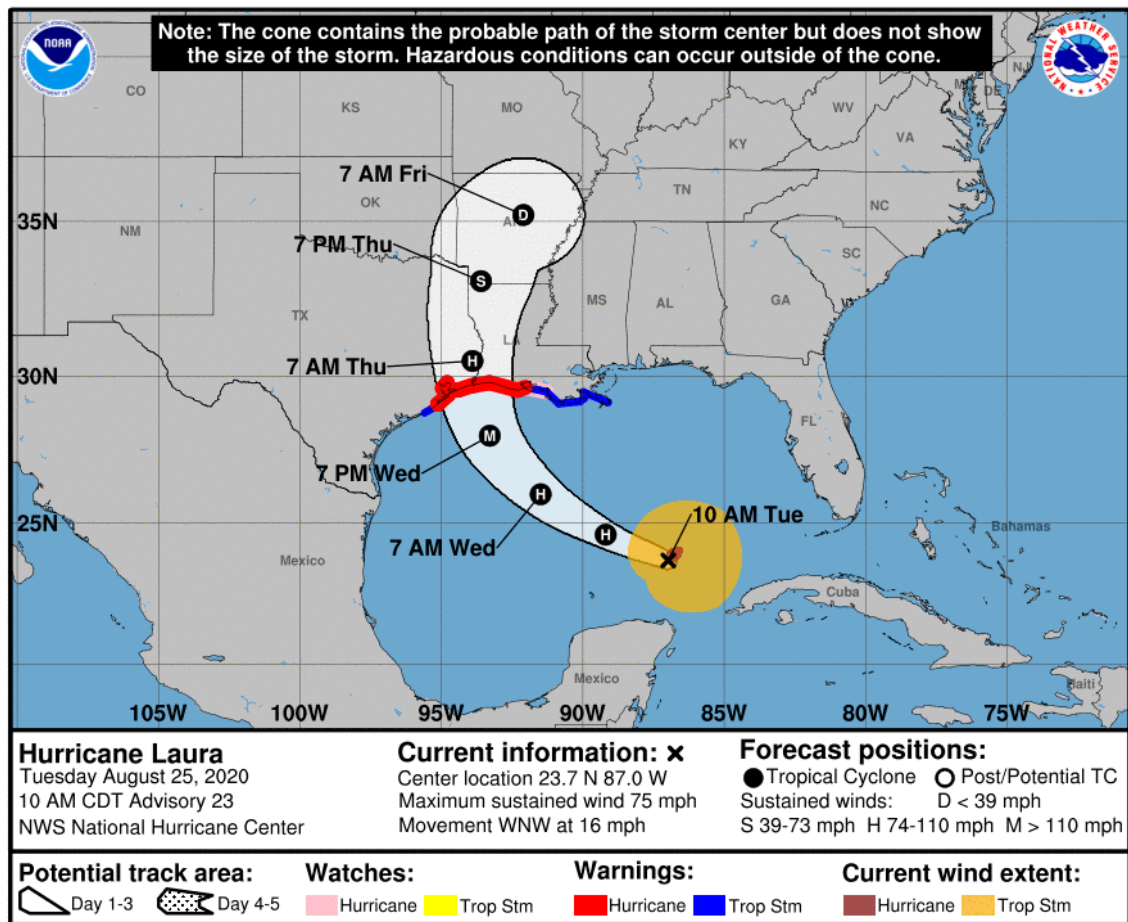 Note: The cone contains the probable path of the storm center but does not show
the size of the storm. Hazardous conditions can occur outside of the cone.
NOAA
NATIONAL WEATHER SERVICE
CO
KS
MO
WV
NJ
DE
KY
VA
7 AM Fri
OK
TN
35N
D
NC
NM
7 PM Thu
SC
S
TX
MS
AL
GA
LA
7 AM Thu
H
30N
FL
M
7 PM Wed
H
10 AM Tue
25N
H
7 AM Wed
Bahamas
Mexico
Cuba
Mexico
Haiti
105W
100W
95W
90W
85W
80W
75W
Hurricane Laura
Tuesday August 25, 2020
10 AM CDT Advisory 23
NWS National Hurricane Center
Current information: ×
Center location 23.7 N 87.0 W
Maximum sustained wind 75 mph
Movement WNW at 16 mph
Forecast positions:
Tropical Cyclone Post/Potential TC
Sustained winds: D < 39 mph
S 39-73 mph H 74-110 mph M > 110 mph
Potential track area:
Day 1-3 Day 4-5
Watches:
Hurricane Trop Stm
Warnings:
Hurricane Trop Stm
Current wind extent:
Hurricane Trop Stm